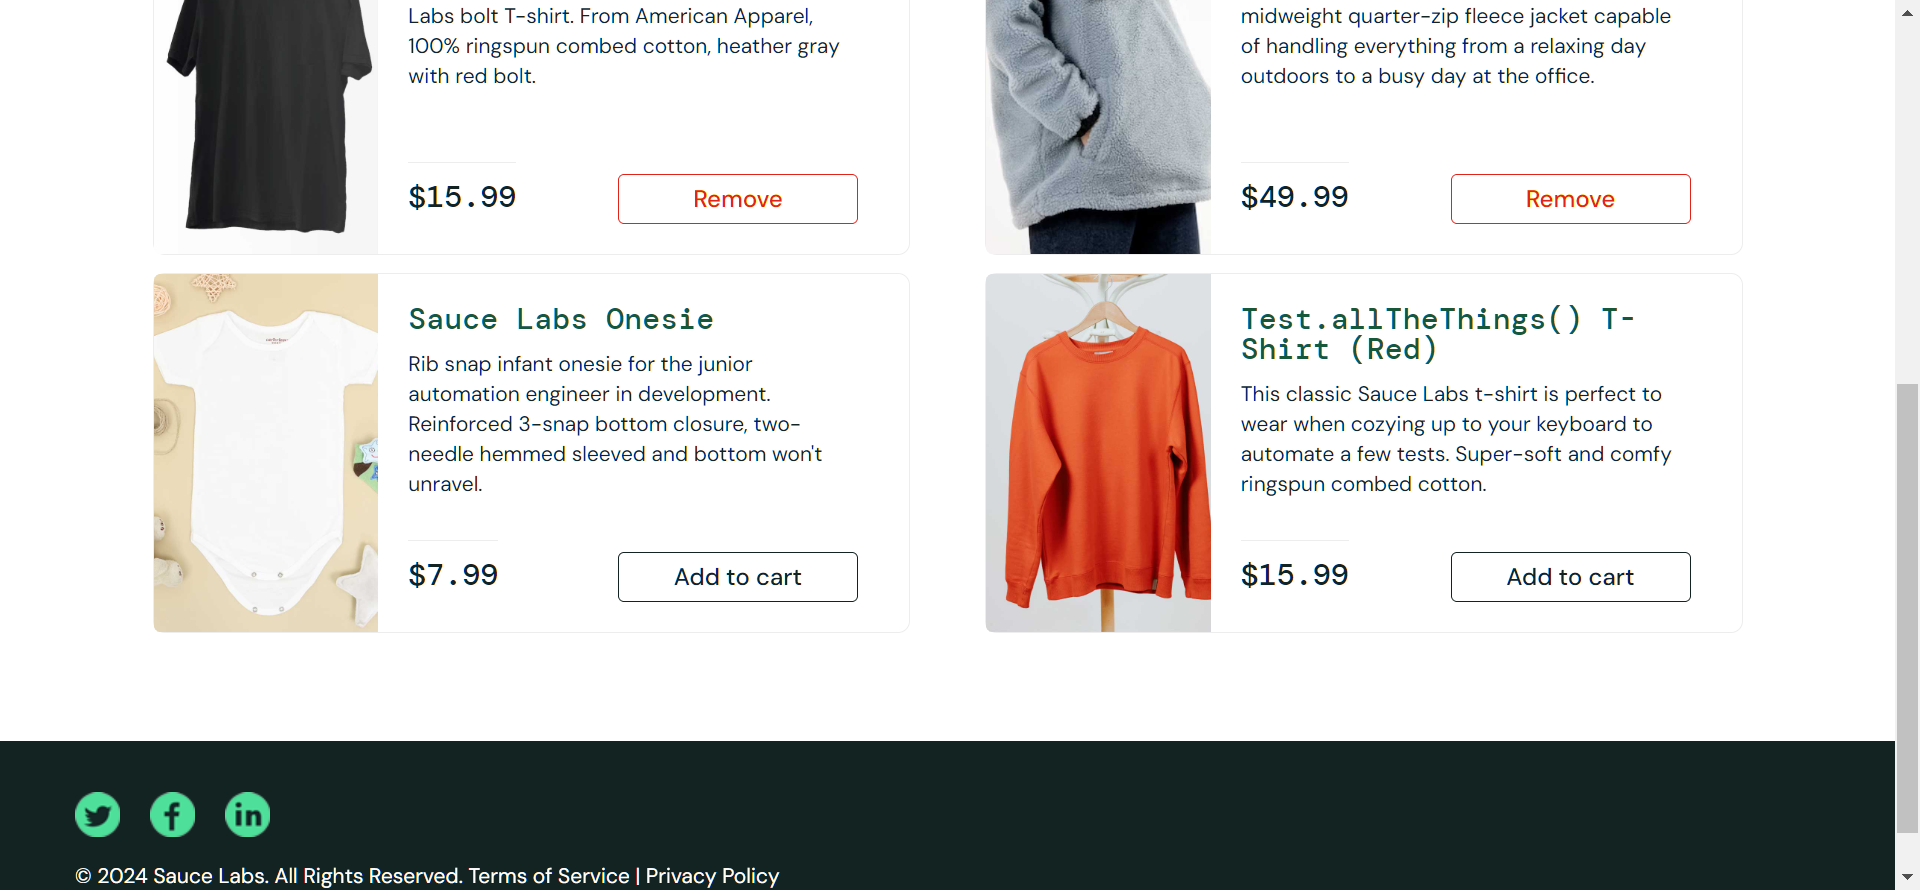 Labs bolt T-shirt. From American Apparel,
100% ringspun combed cotton, heather gray
with red bolt.
$15.99
Remove
midweight quarter-zip fleece jacket capable
of handling everything from a relaxing day
outdoors to a busy day at the office.
$49.99
Remove
Sauce Labs Onesie
Rib snap infant onesie for the junior
automation engineer in development.
Reinforced 3-snap bottom closure, two-
needle hemmed sleeved and bottom won't
unravel.
$7.99
Add to cart
Test.allTheThings() T-
Shirt (Red)
This classic Sauce Labs t-shirt is perfect to
wear when cozying up to your keyboard to
automate a few tests. Super-soft and comfy
ringspun combed cotton.
$15.99
Add to cart
© 2024 Sauce Labs. All Rights Reserved. Terms of Service | Privacy Policy